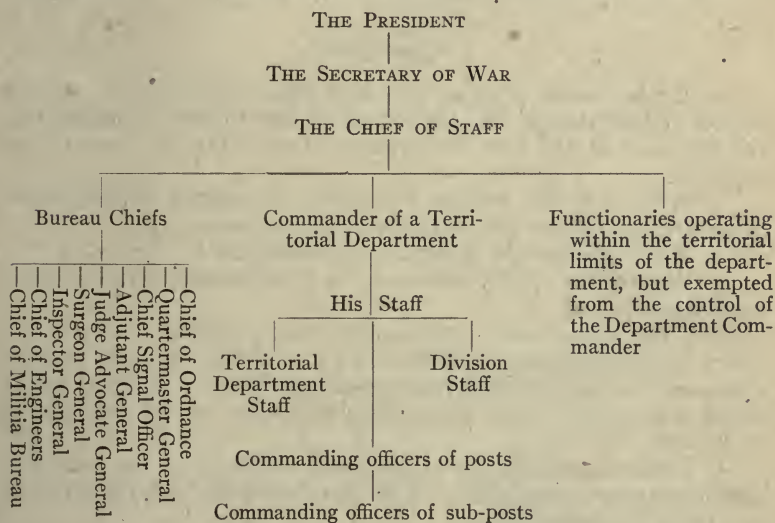 THE PRESIDENT
THE SECRETARY OF WAR
THE CHIEF OF STAFF
Bureau Chiefs
—Chief of Ordnance
—Quartermaster General
—Chief Signal Officer
—Adjutant General
—Judge Advocate General
—Surgeon General
—Inspector General
—Chief of Engineers
—Chief of Militia Bureau
Commander of a Terri-
torial Department
His Staff
Territorial
Department
Staff
Division
Staff
Commanding officers of posts
Commanding officers of sub-posts
Functionaries operating
within the territorial
limits of the depart-
ment, but exempted
from the control of
the Department Com-
mander